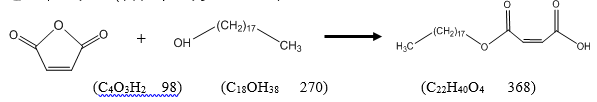 O O O + OH (CH₂)₁₇ CH₃ H₃C (CH₂)₁₇ O O O OH
(C₄O₃H₂ 98) (C₁₈OH₃₈ 270) (C₂₂H₄₀O₄ 368)